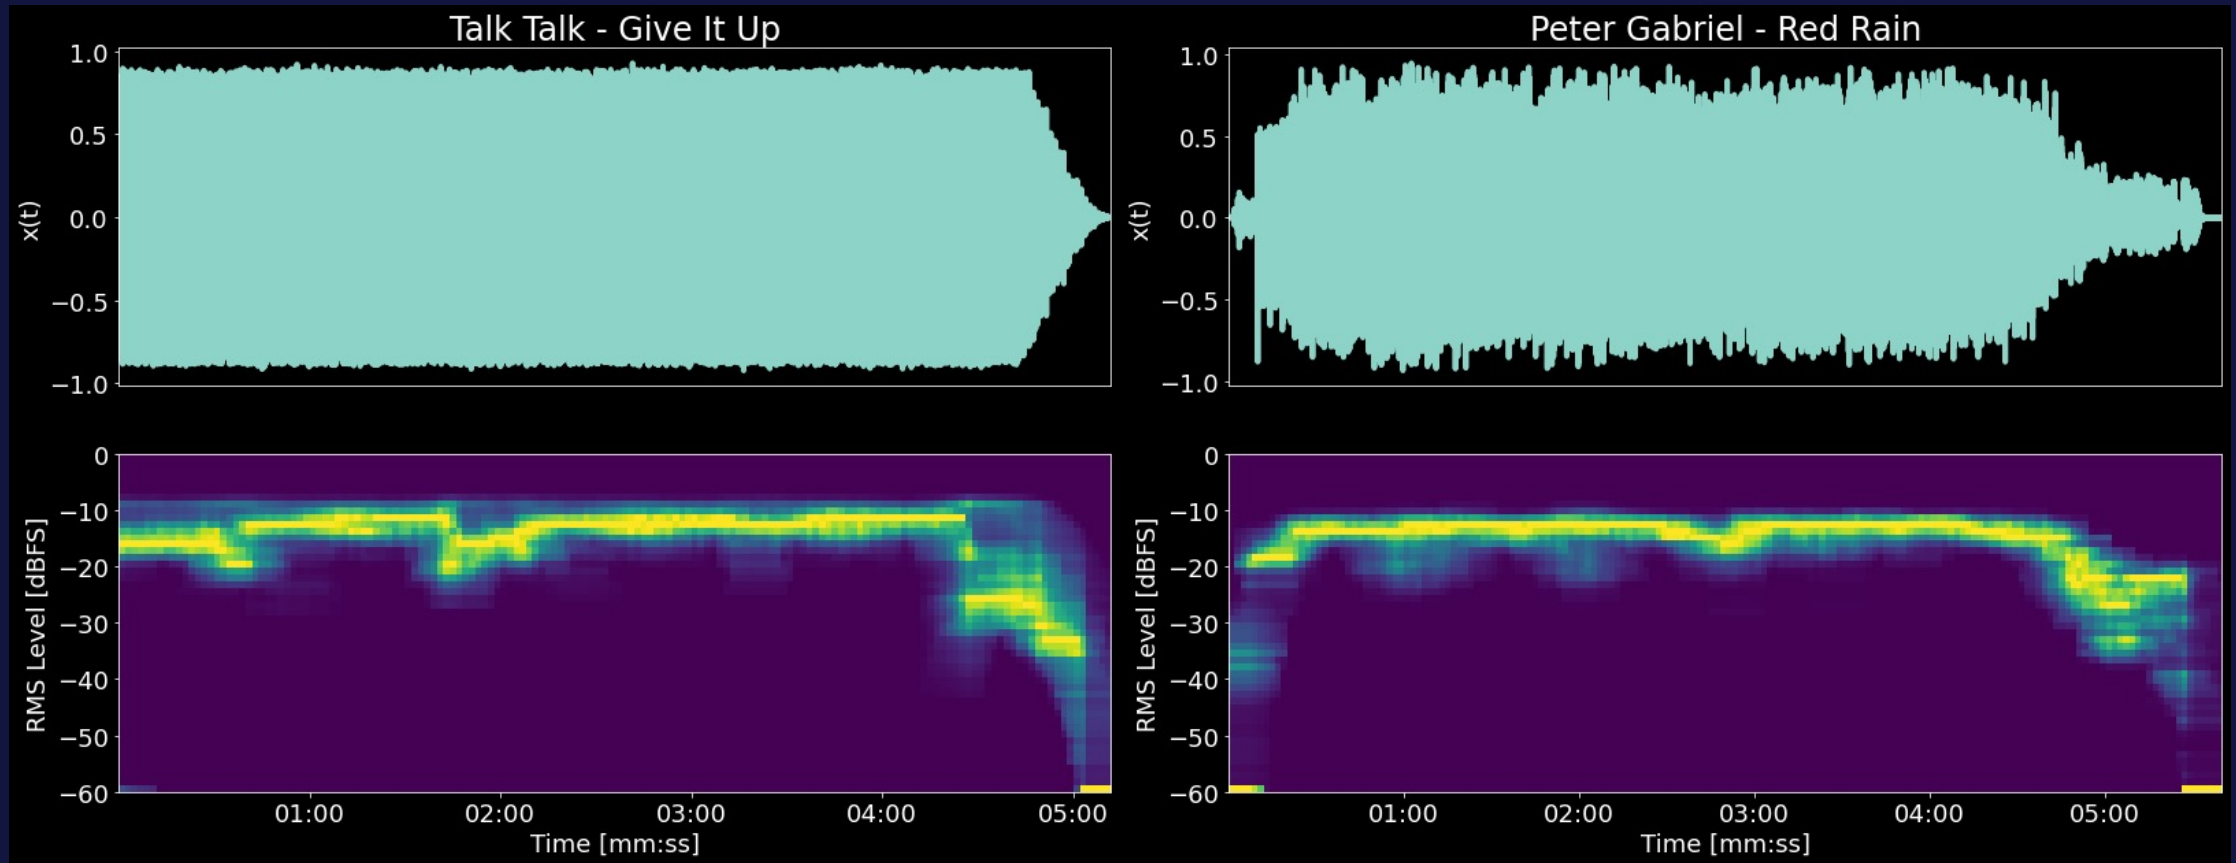 Talk Talk - Give It Up
1.0
0.5
0.0
−0.5
−1.0
x(t)
Peter Gabriel - Red Rain
1.0
0.5
0.0
−0.5
−1.0
x(t)
0
−10
−20
−30
−40
−50
−60
RMS Level [dBFS]
01:00 02:00 03:00 04:00 05:00
Time [mm:ss]
0
−10
−20
−30
−40
−50
−60
RMS Level [dBFS]
01:00 02:00 03:00 04:00 05:00
Time [mm:ss]